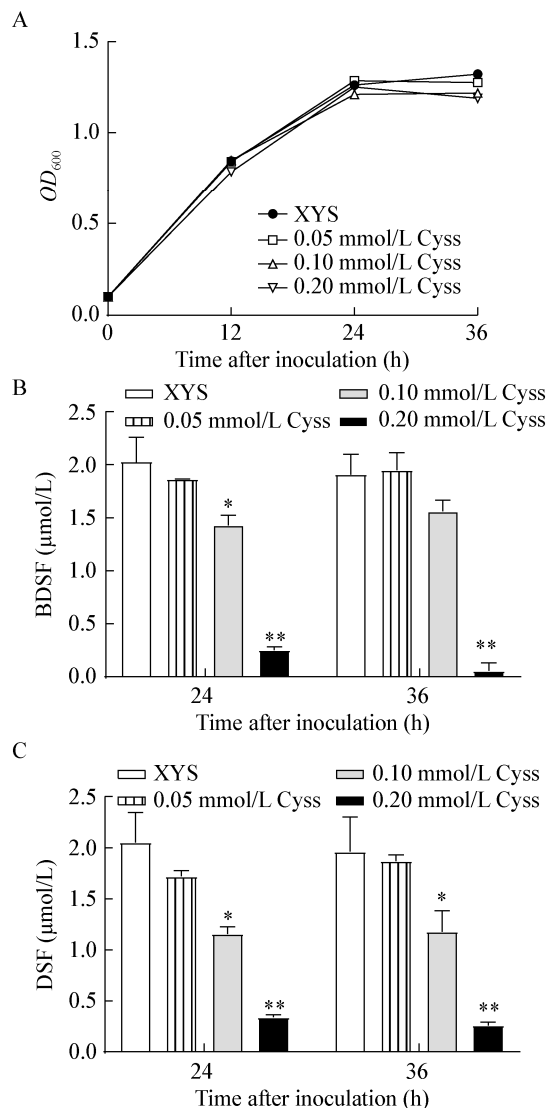 A
1.5
1.0
0.5
0.0
OD600
XYS
0.05 mmol/L Cyss
0.10 mmol/L Cyss
0.20 mmol/L Cyss
0 12 24 36
Time after inoculation (h)
B
XYS 0.10 mmol/L Cyss
0.05 mmol/L Cyss 0.20 mmol/L Cyss
2.5
2.0
1.5
1.0
0.5
0.0
BDSF (μmol/L)
* ** **
24 36
Time after inoculation (h)
C
XYS 0.10 mmol/L Cyss
0.05 mmol/L Cyss 0.20 mmol/L Cyss
2.5
2.0
1.5
1.0
0.5
0.0
DSF (μmol/L)
* ** * **
24 36
Time after inoculation (h)